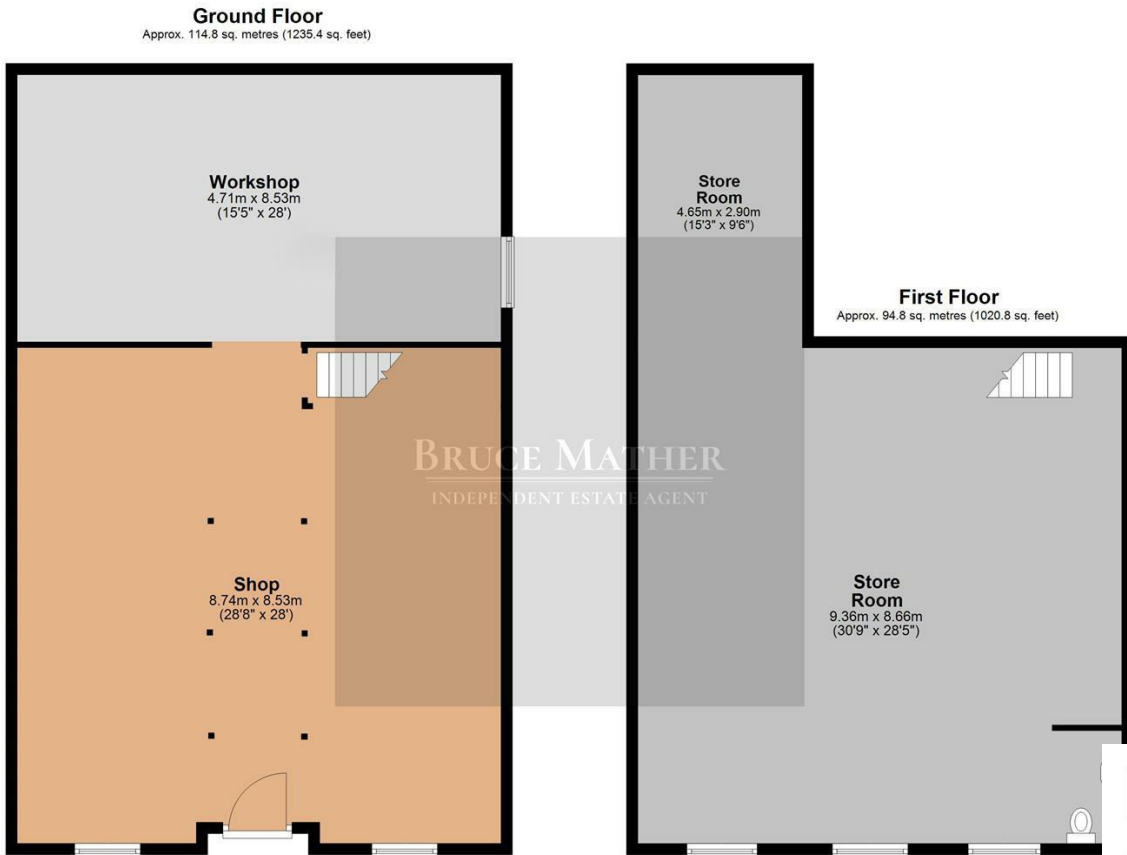 Ground Floor
Approx. 114.8 sq. metres (1235.4 sq. feet)
Workshop
4.71m x 8.53m
(15'5" x 28')
Shop
8.74m x 8.53m
(28'8" x 28')
Store
Room
4.65m x 2.90m
(15'3" x 9'6")
First Floor
Approx. 94.8 sq. metres (1020.8 sq. feet)
Store
Room
9.36m x 8.66m
(30'9" x 28'5")
BRUCE MATHER
INDEPENDENT ESTATE AGENT